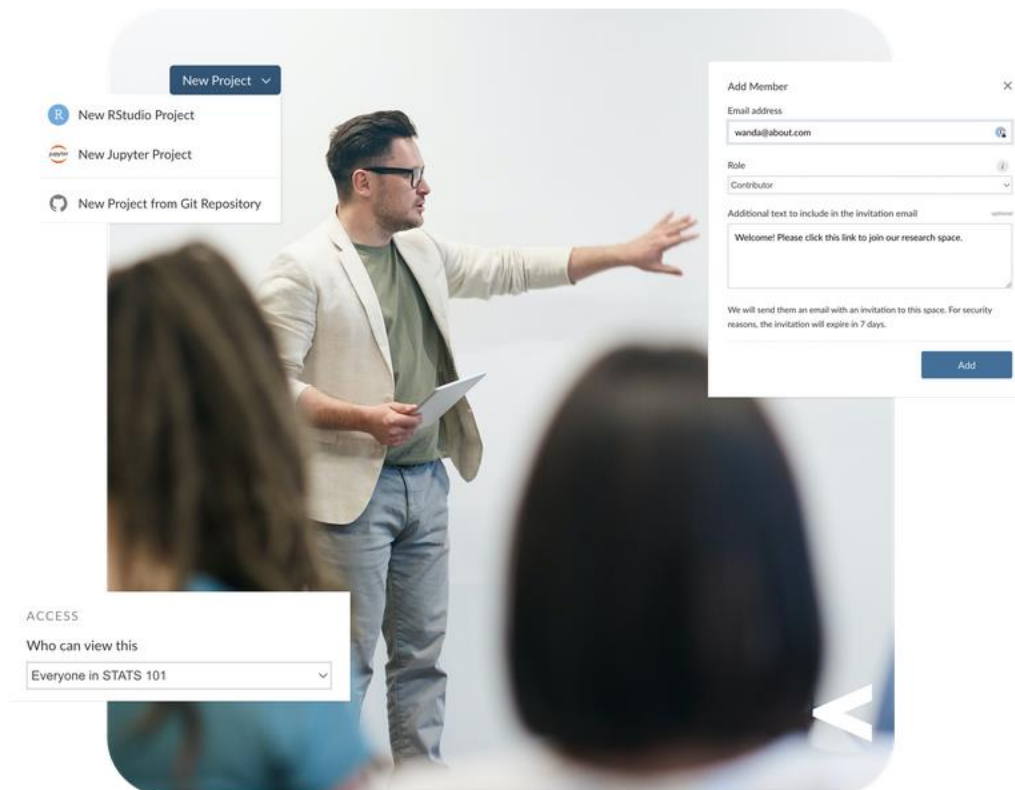 New Project
R New RStudio Project
jupyter New Jupyter Project
New Project from Git Repository
Add Member
Email address
wanda@about.com
Role
i
Contributor
Additional text to include in the invitation email
optional
Welcome! Please click this link to join our research space.
We will send them an email with an invitation to this space. For security
reasons, the invitation will expire in 7 days.
Add
ACCESS
Who can view this
Everyone in STATS 101